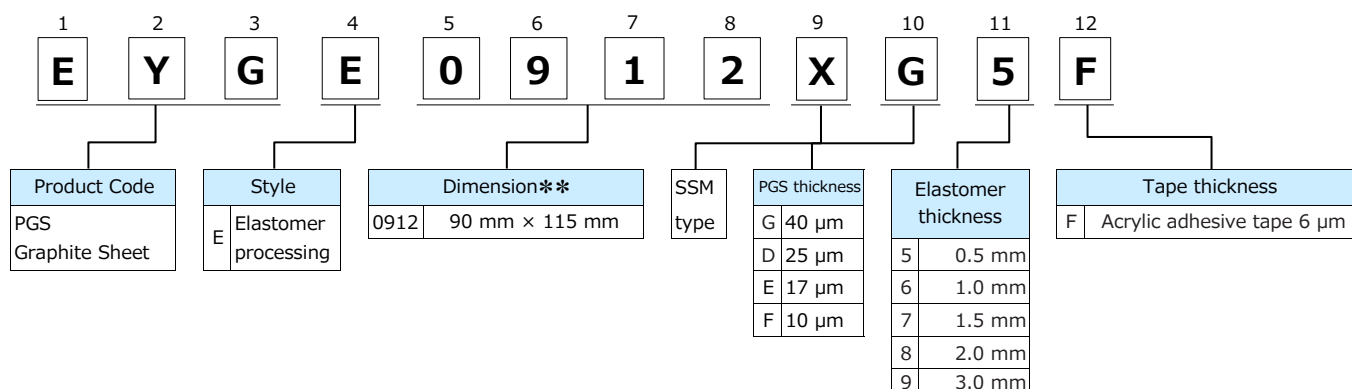 1 2 3 4 5 6 7 8 9 10 11 12
E Y G E 0 9 1 2 X G 5 F
Product Code
PGS
Graphite Sheet
Style
E Elastomer
processing
Dimension**
0912 90 mm × 115 mm
SSM
type
PGS thickness
G 40 μm
D 25 μm
E 17 μm
F 10 μm
Elastomer
thickness
5 0.5 mm
6 1.0 mm
7 1.5 mm
8 2.0 mm
9 3.0 mm
Tape thickness
F Acrylic adhesive tape 6 μm